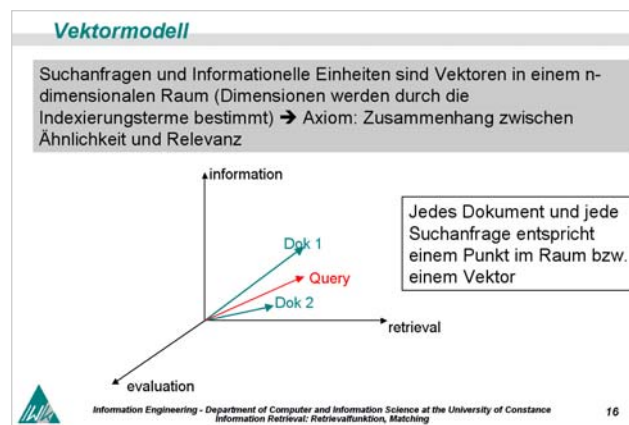 Vektormodell
Suchanfragen und Informationelle Einheiten sind Vektoren in einem n-
dimensionalen Raum (Dimensionen werden durch die
Indexierungsterme bestimmt) ➔ Axiom: Zusammenhang zwischen
Ähnlichkeit und Relevanz
information
Jedes Dokument und jede
Suchanfrage entspricht
einem Punkt im Raum bzw.
einem Vektor
Dok 1
Query
Dok 2
retrieval
evaluation
Information Engineering - Department of Computer and Information Science at the University of Constance
Information Retrieval: Retrievalfunktion, Matching
16